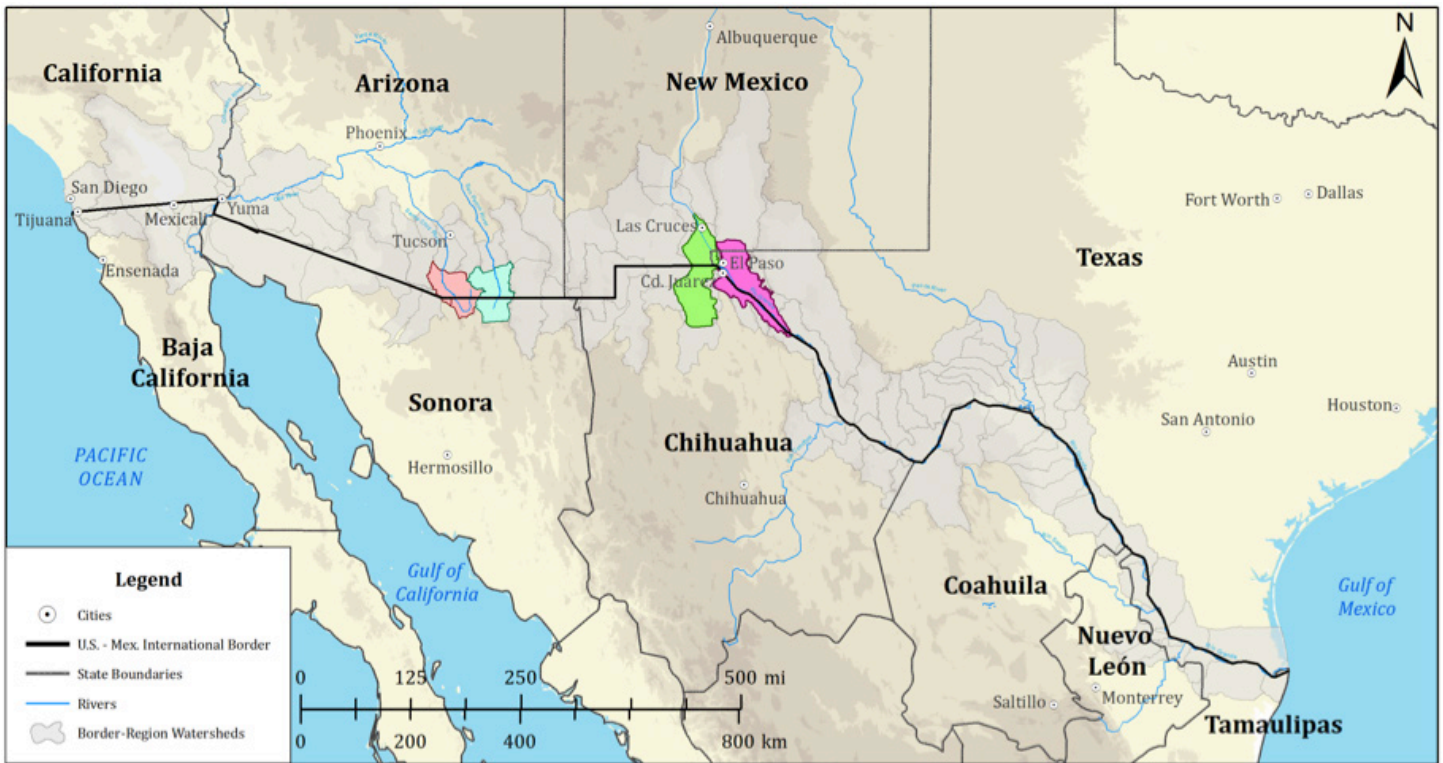 N
California
Arizona
New Mexico
Albuquerque
Phoenix
San Diego
Tijuana
Mexicali
Yuma
Ensenada
Tucson
Las Cruces
El Paso
Cd. Juarez
Fort Worth
Dallas
Texas
Baja
California
Sonora
Hermosillo
Chihuahua
Chihuahua
Austin
San Antonio
Houston
PACIFIC
OCEAN
Gulf of
California
Coahuila
Gulf of
Mexico
Nuevo
León
Saltillo
Monterrey
Tamaulipas
Legend
Cities
U.S. - Mex. International Border
State Boundaries
Rivers
Border-Region Watersheds
0 125 250 500 mi
0 200 400 800 km